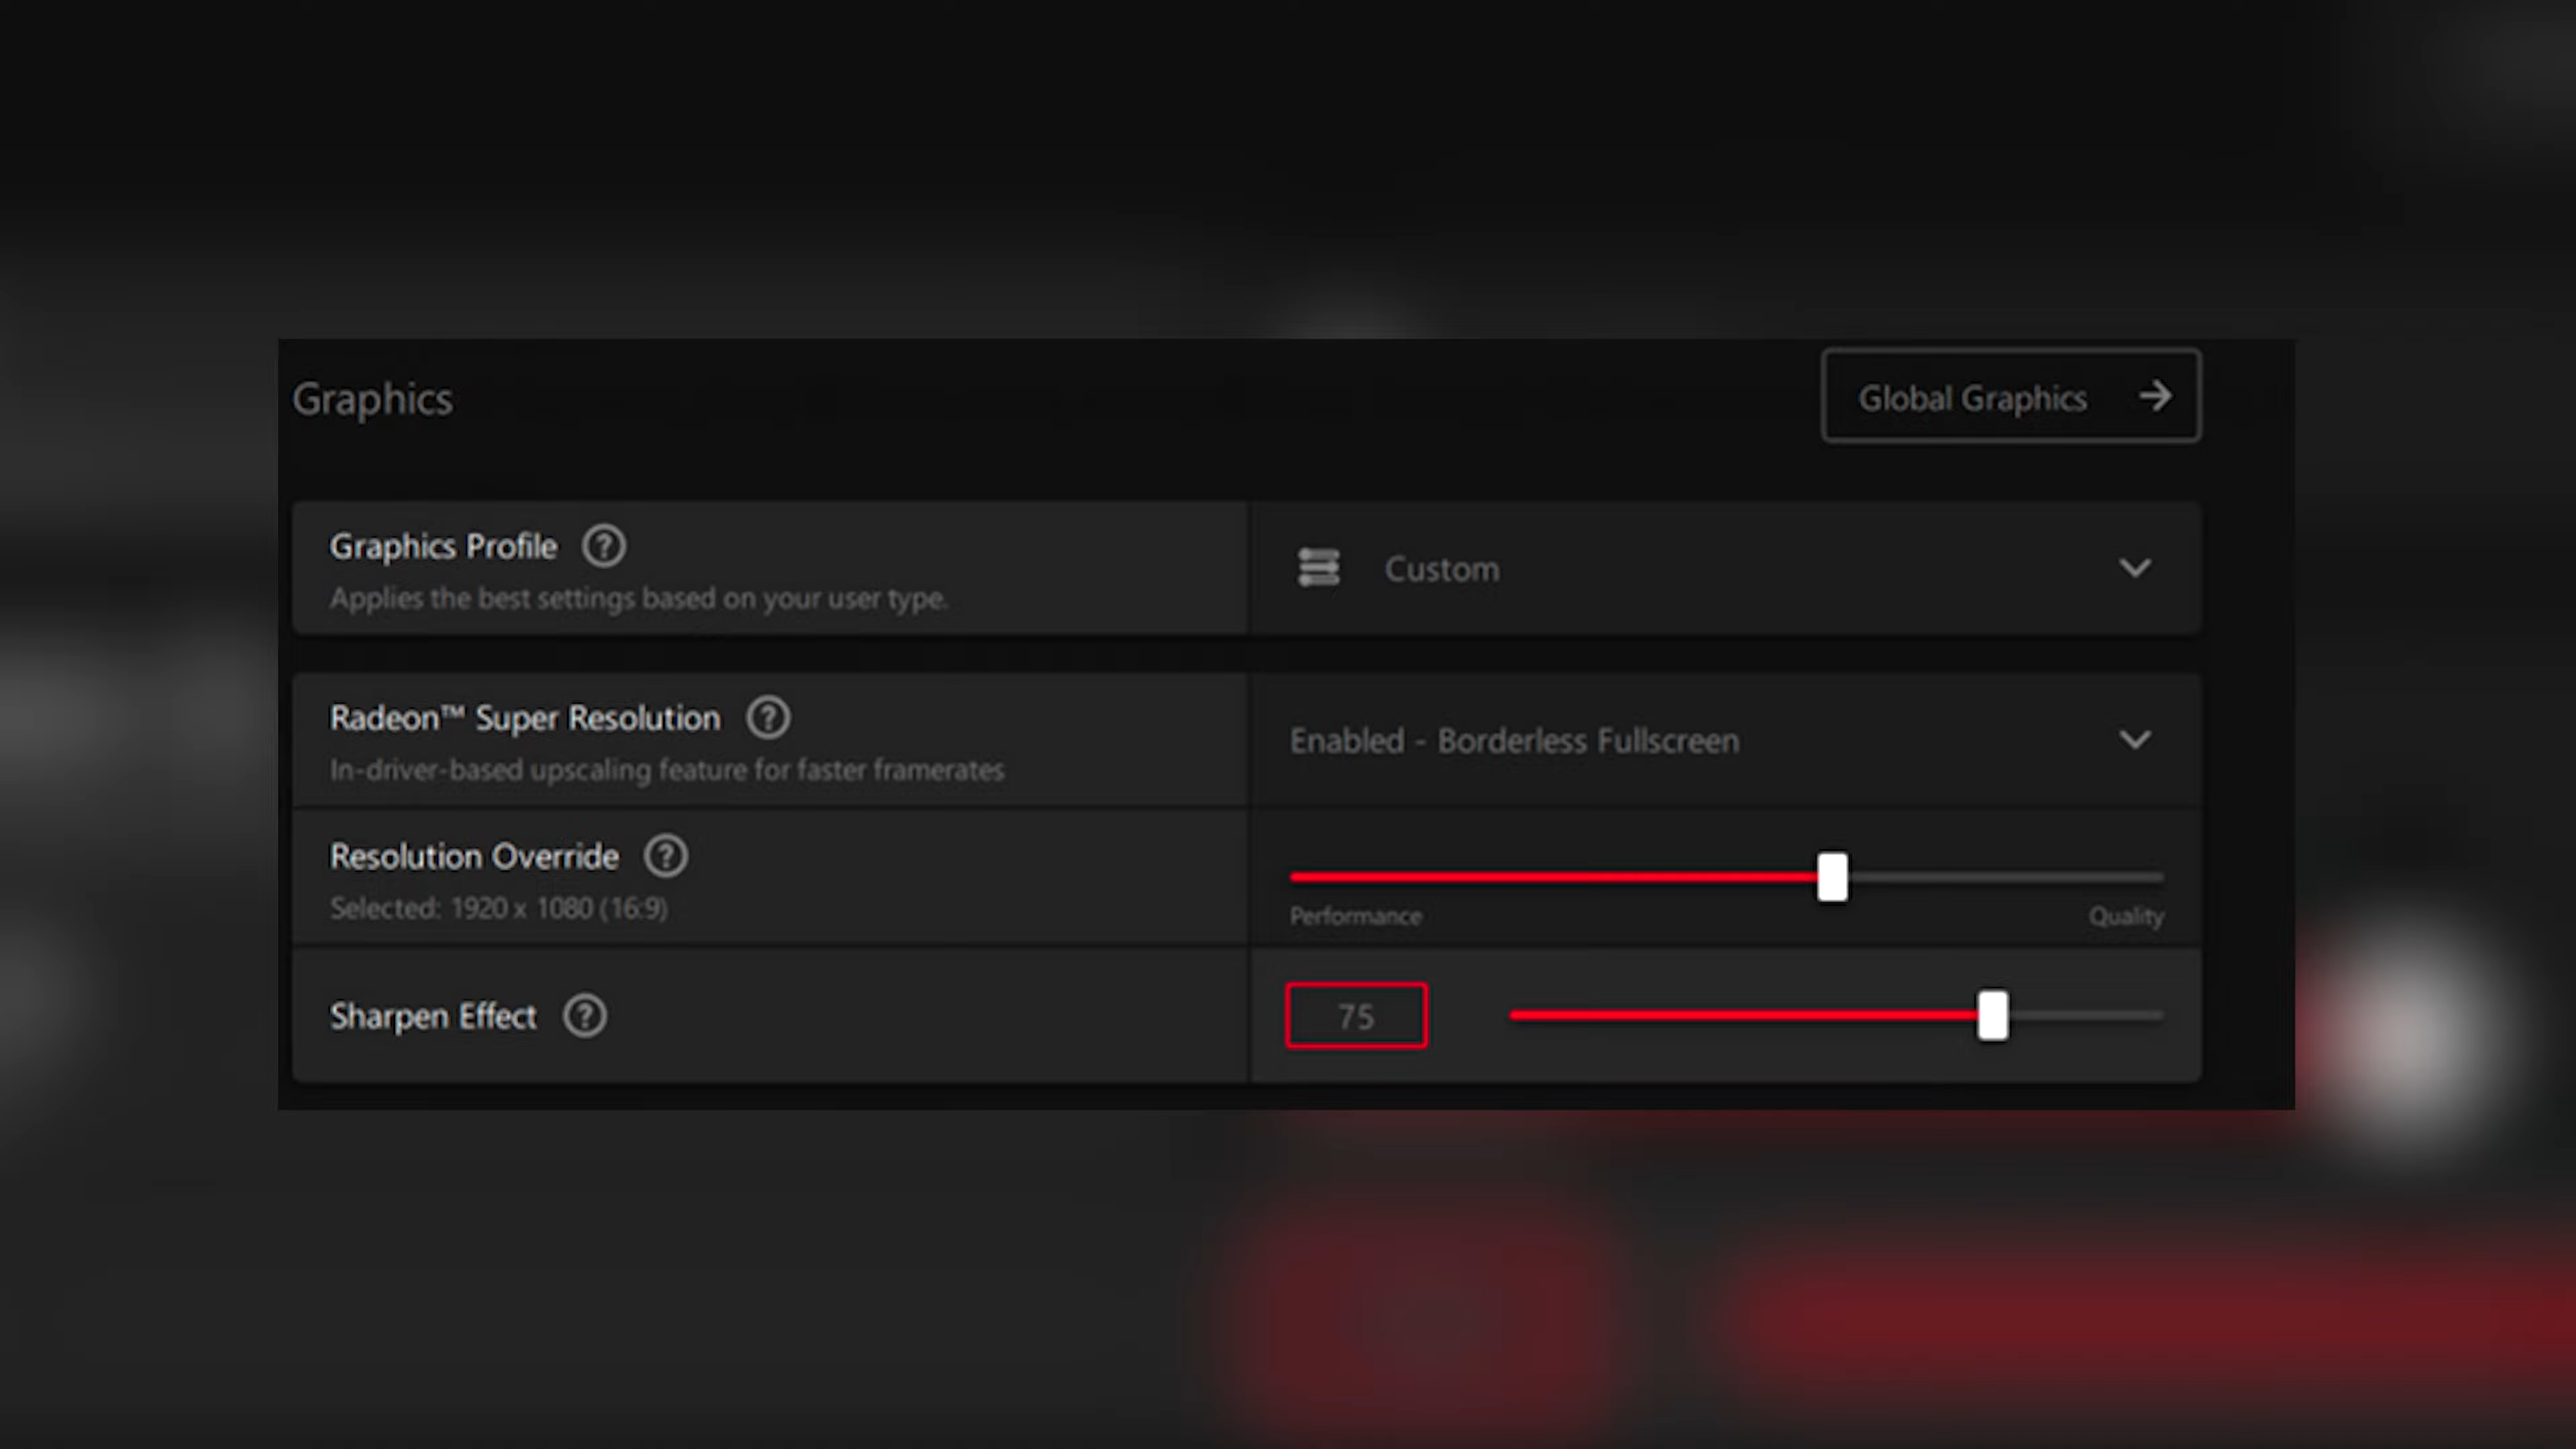 Graphics
Global Graphics
Graphics Profile
Applies the best settings based on your user type.
Custom
Radeon™ Super Resolution
In-driver-based upscaling feature for faster framerates
Enabled - Borderless Fullscreen
Resolution Override
Selected: 1920 x 1080 (16:9)
Performance
Quality
Sharpen Effect
75